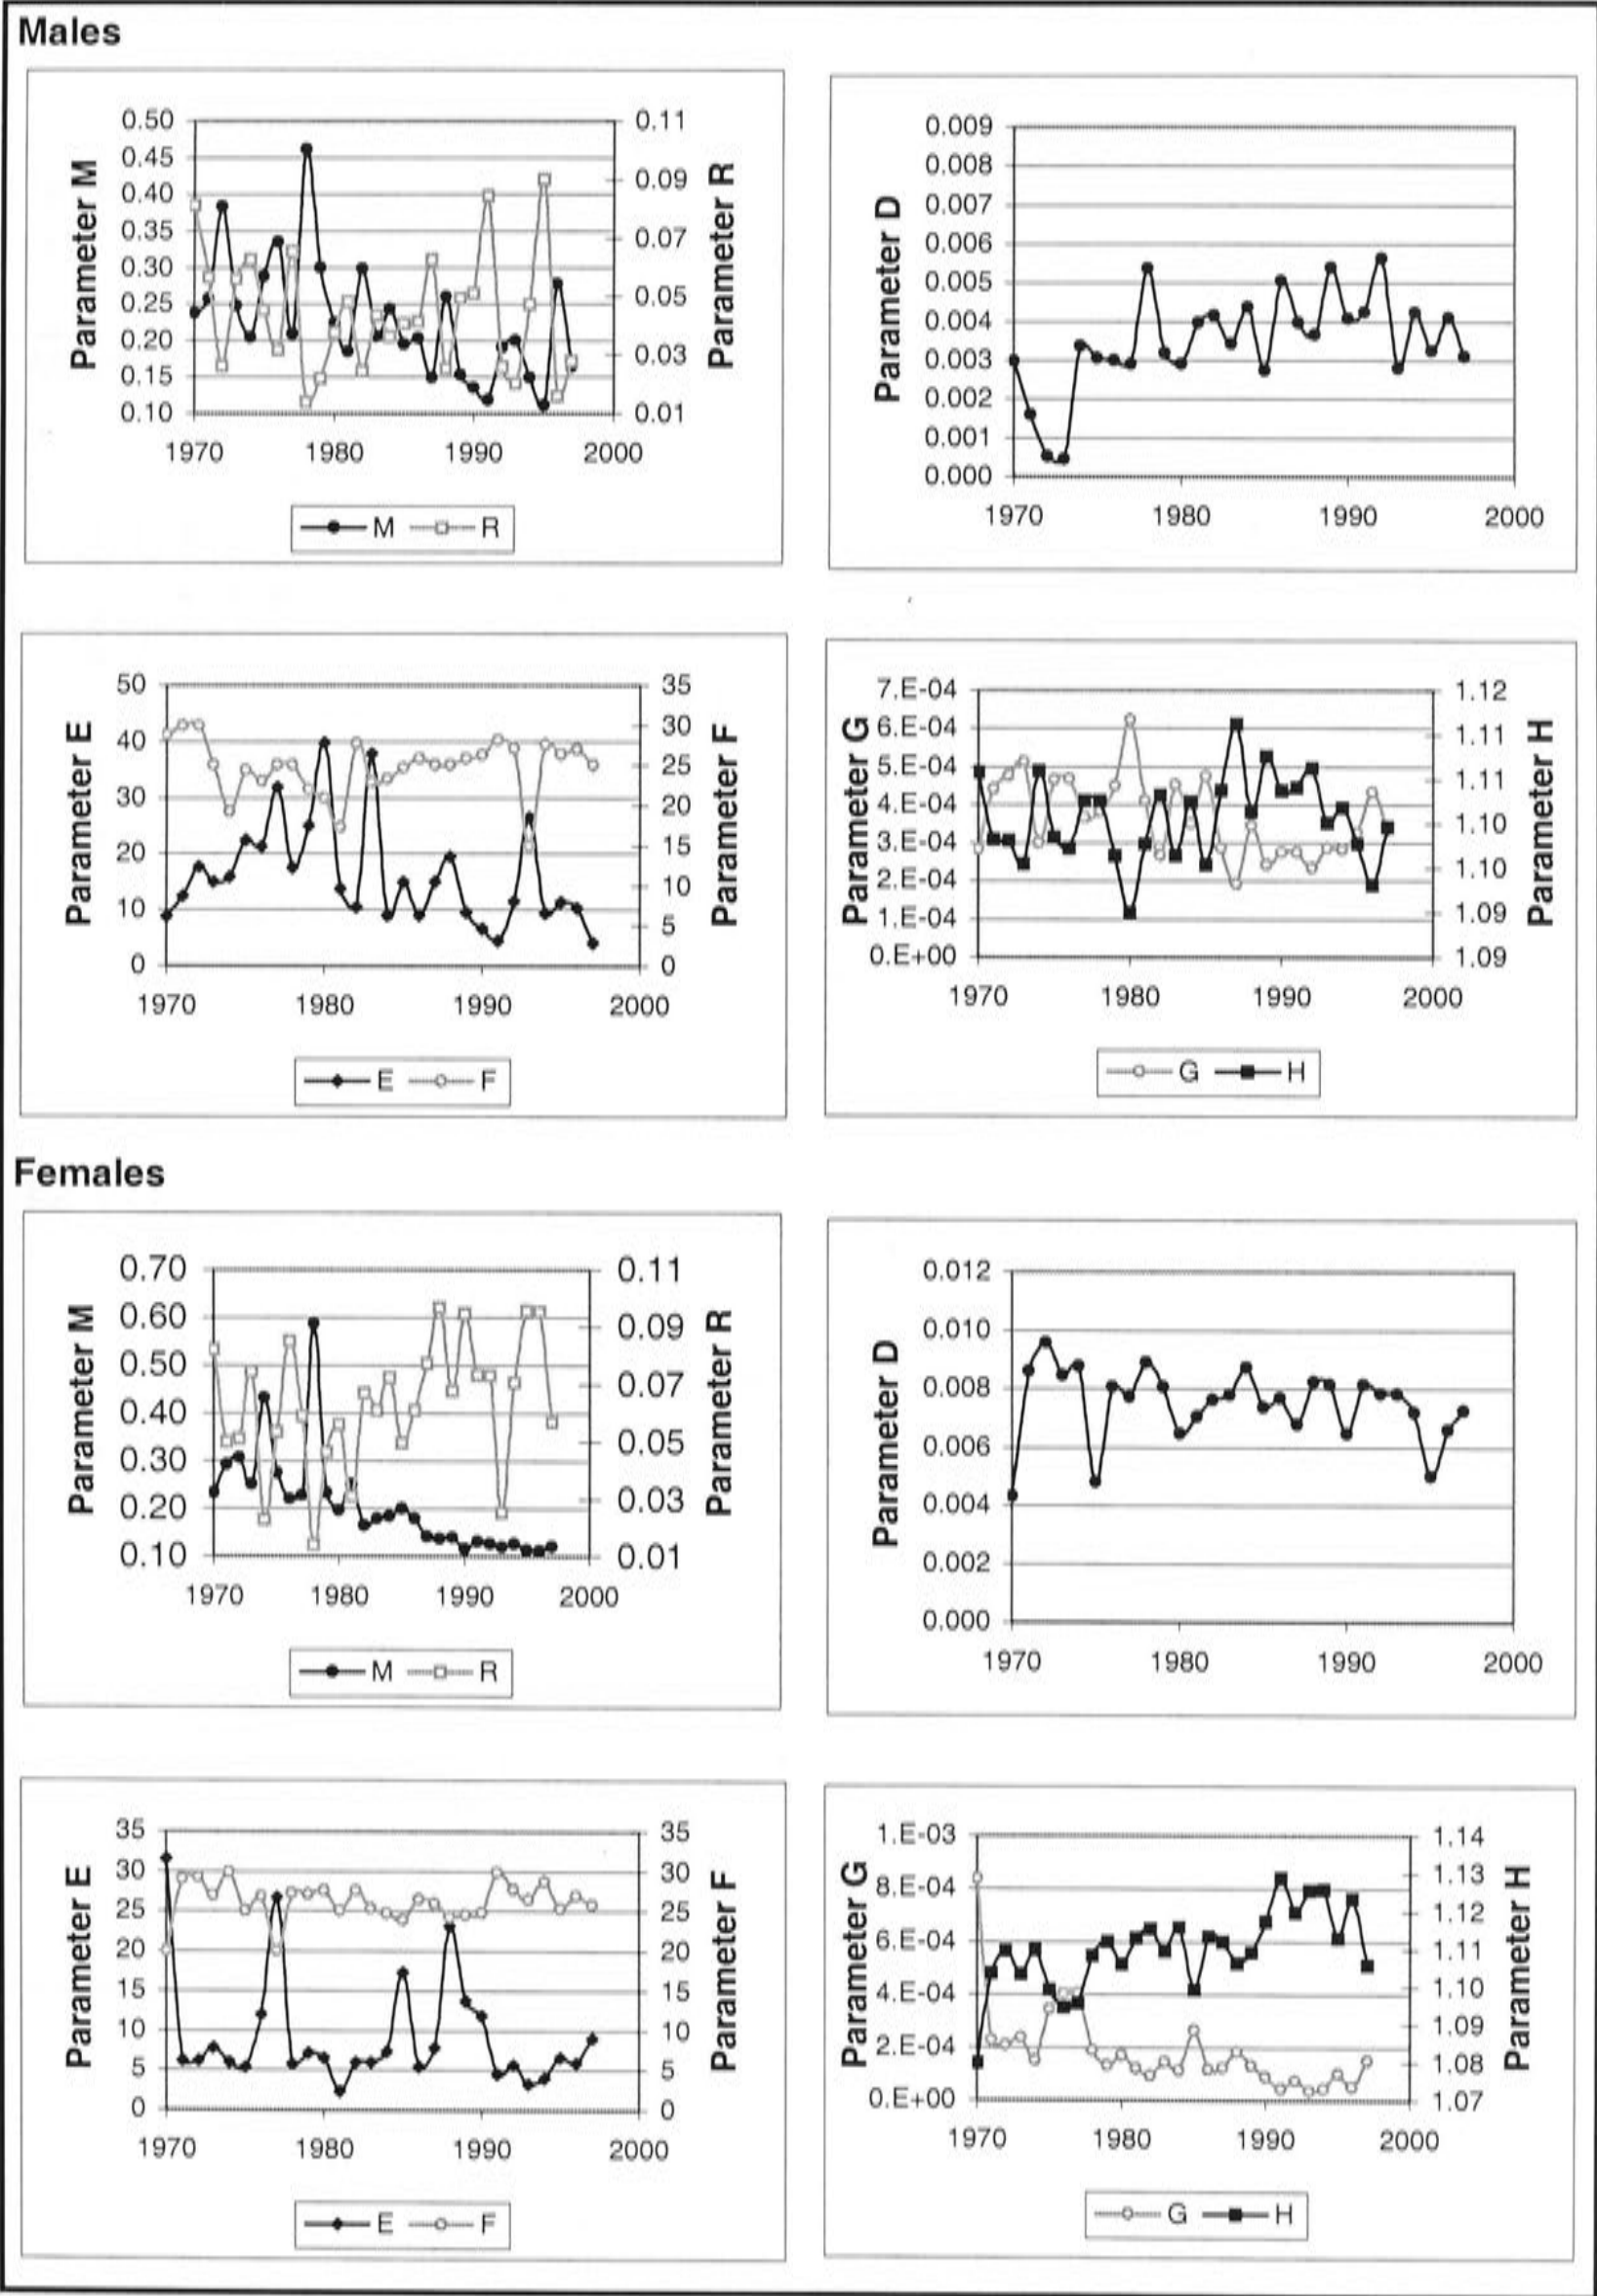 Males
Parameter M
0.50
0.45
0.40
0.35
0.30
0.25
0.20
0.15
0.10
0.11
0.09
0.07
0.05
0.03
0.01
Parameter R
1970 1980 1990 2000
M R
Parameter D
0.009
0.008
0.007
0.006
0.005
0.004
0.003
0.002
0.001
0.000
1970 1980 1990 2000
Parameter E
50
40
30
20
10
0
35
30
25
20
15
10
5
0
Parameter F
1970 1980 1990 2000
E F
Parameter G
7.E-04
6.E-04
5.E-04
4.E-04
3.E-04
2.E-04
1.E-04
0.E+00
1.12
1.11
1.11
1.10
1.10
1.09
1.09
Parameter H
1970 1980 1990 2000
G H
Females
Parameter M
0.70
0.60
0.50
0.40
0.30
0.20
0.10
0.11
0.09
0.07
0.05
0.03
0.01
Parameter R
1970 1980 1990 2000
M R
Parameter D
0.012
0.010
0.008
0.006
0.004
0.002
0.000
1970 1980 1990 2000
Parameter E
35
30
25
20
15
10
5
0
35
30
25
20
15
10
5
0
Parameter F
1970 1980 1990 2000
E F
Parameter G
1.E-03
8.E-04
6.E-04
4.E-04
2.E-04
0.E+00
1.14
1.13
1.12
1.11
1.10
1.09
1.08
1.07
Parameter H
1970 1980 1990 2000
G H